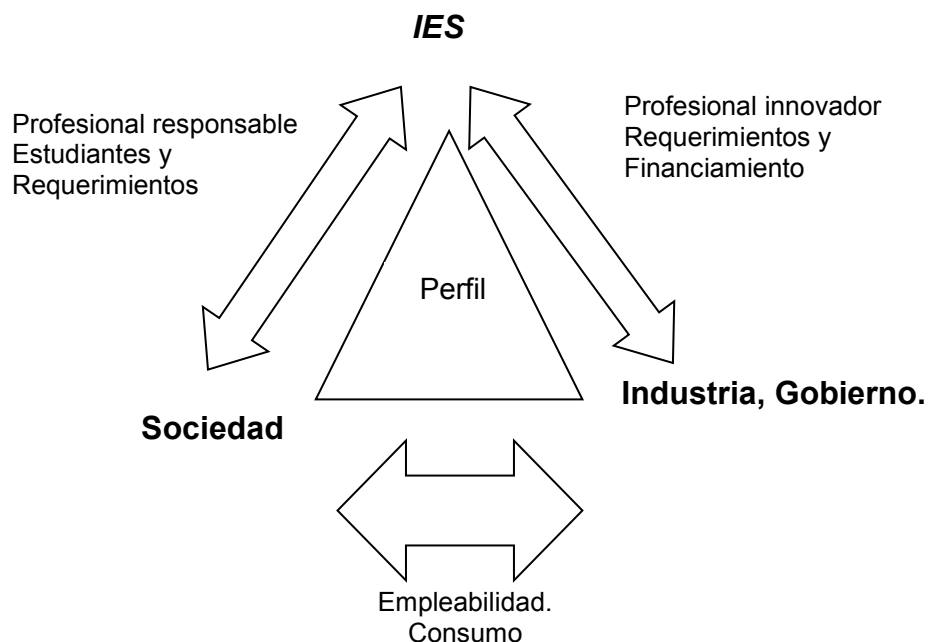 IES
Profesional responsable
Estudiantes y
Requerimientos
Profesional innovador
Requerimientos y
Financiamiento
Perfil
Industria, Gobierno.
Sociedad
Empleabilidad.
Consumo